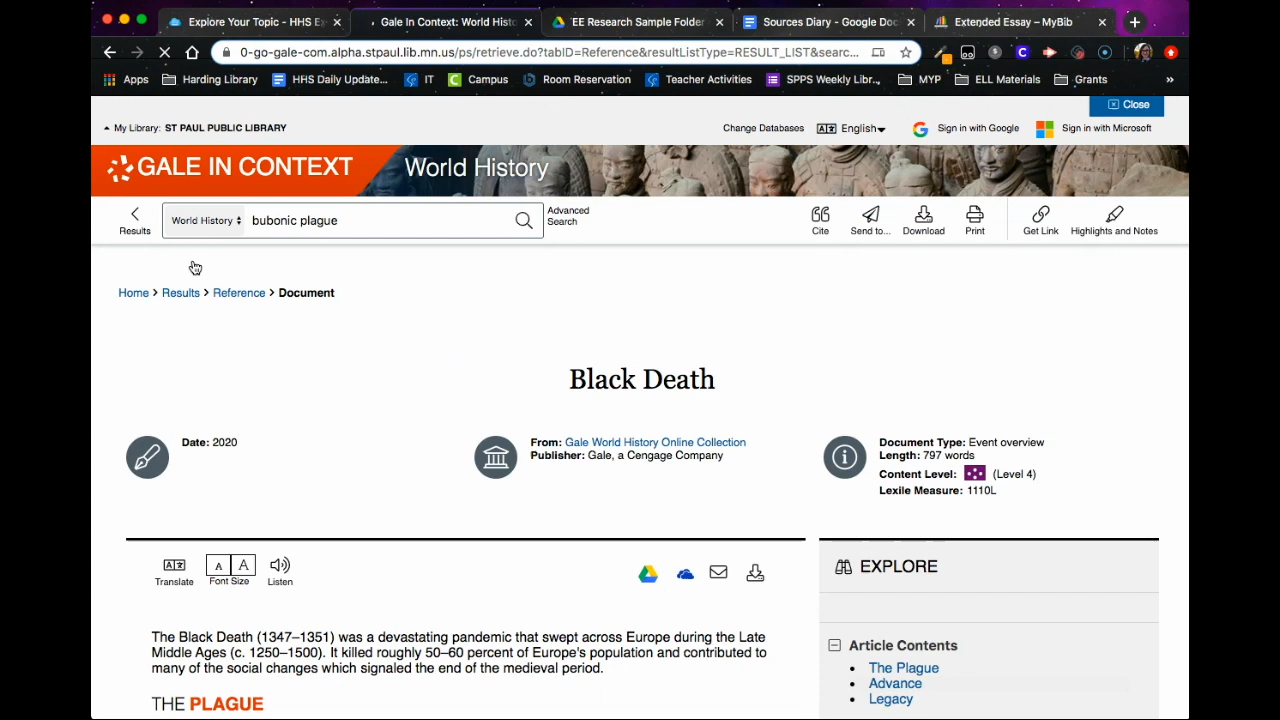 Explore Your Topic - HHS Ex
Gale In Context: World Histo
EE Research Sample Folder
Sources Diary - Google Doc
Extended Essay – MyBib
0-go-gale-com.alpha.stpaul.lib.mn.us/ps/retrieve.do?tabID=Reference&resultListType=RESULT_LIST&searc...
Apps
Harding Library
HHS Daily Update...
IT
Campus
Room Reservation
Teacher Activities
SPPS Weekly Libr...
MYP
ELL Materials
Grants
»
Close
My Library: ST PAUL PUBLIC LIBRARY
Change Databases
English
Sign in with Google
Sign in with Microsoft
GALE IN CONTEXT
World History
Results
World History
bubonic plague
Advanced
Search
Cite
Send to...
Download
Print
Get Link
Highlights and Notes
Home > Results > Reference > Document
Black Death
Date: 2020
From: Gale World History Online Collection
Publisher: Gale, a Cengage Company
Document Type: Event overview
Length: 797 words
Content Level: (Level 4)
Lexile Measure: 1110L
Translate
A A
Font Size
Listen
EXPLORE
The Black Death (1347–1351) was a devastating pandemic that swept across Europe during the Late
Middle Ages (c. 1250–1500). It killed roughly 50–60 percent of Europe's population and contributed to
many of the social changes which signaled the end of the medieval period.
THE PLAGUE
Article Contents
• The Plague
• Advance
• Legacy